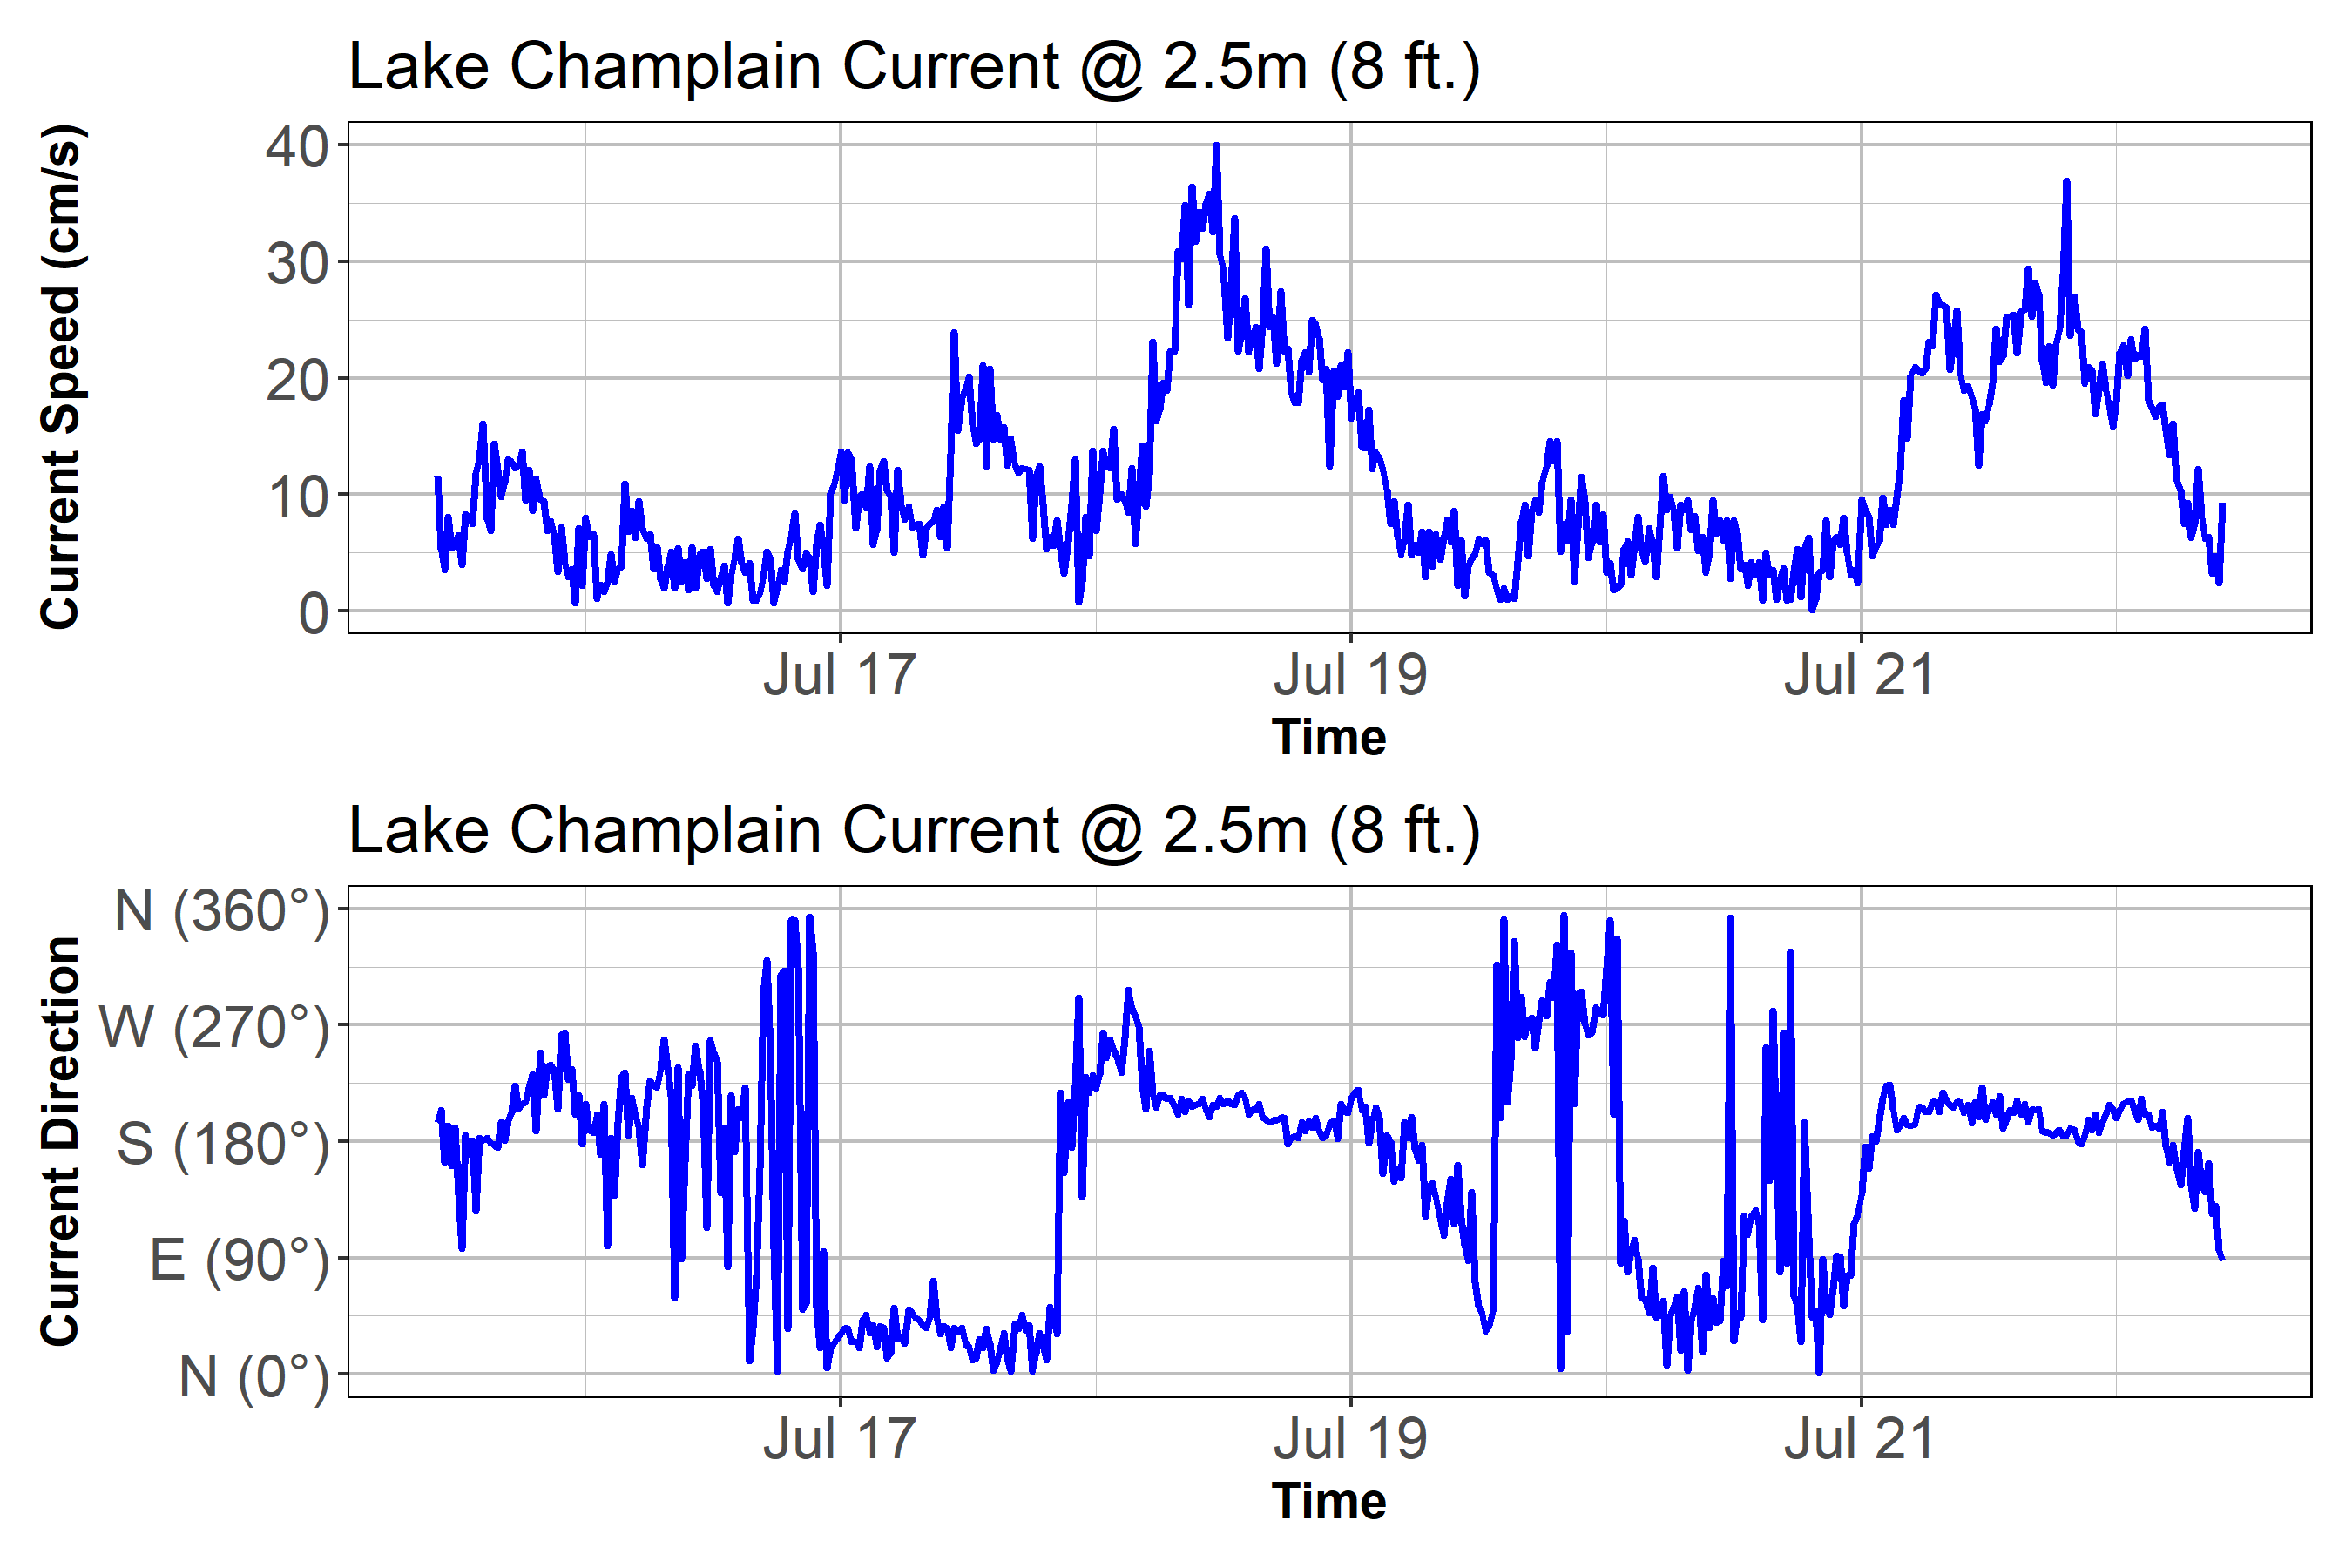 Lake Champlain Current @ 2.5m (8 ft.)
Current Speed (cm/s)
40
30
20
10
0
Jul 17 Jul 19 Jul 21
Time
Lake Champlain Current @ 2.5m (8 ft.)
Current Direction
N (360°)
W (270°)
S (180°)
E (90°)
N (0°)
Jul 17 Jul 19 Jul 21
Time